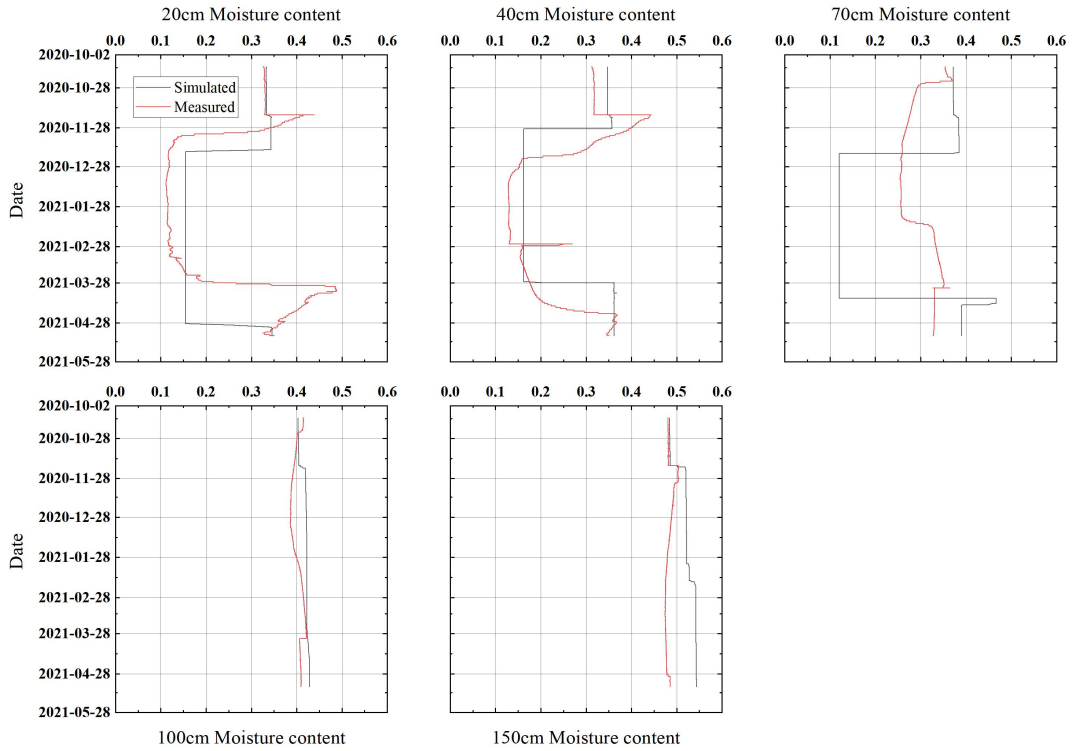 20cm Moisture content
40cm Moisture content
70cm Moisture content
0.0 0.1 0.2 0.3 0.4 0.5 0.6
0.0 0.1 0.2 0.3 0.4 0.5 0.6
0.0 0.1 0.2 0.3 0.4 0.5 0.6
2020-10-02
2020-10-28
2020-11-28
2020-12-28
2021-01-28
2021-02-28
2021-03-28
2021-04-28
2021-05-28
Date
Simulated
Measured
0.0 0.1 0.2 0.3 0.4 0.5 0.6
0.0 0.1 0.2 0.3 0.4 0.5 0.6
2020-10-02
2020-10-28
2020-11-28
2020-12-28
2021-01-28
2021-02-28
2021-03-28
2021-04-28
2021-05-28
Date
100cm Moisture content
150cm Moisture content